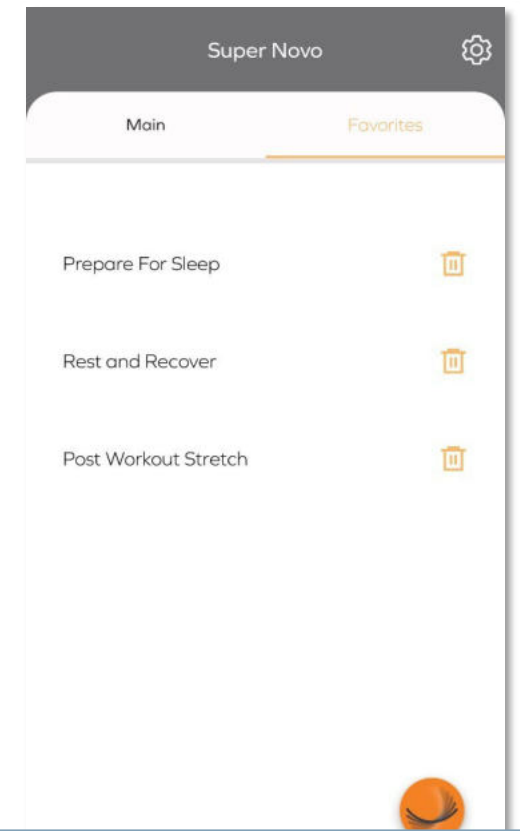 Super Novo
Main
Favorites
Prepare For Sleep
Rest and Recover
Post Workout Stretch